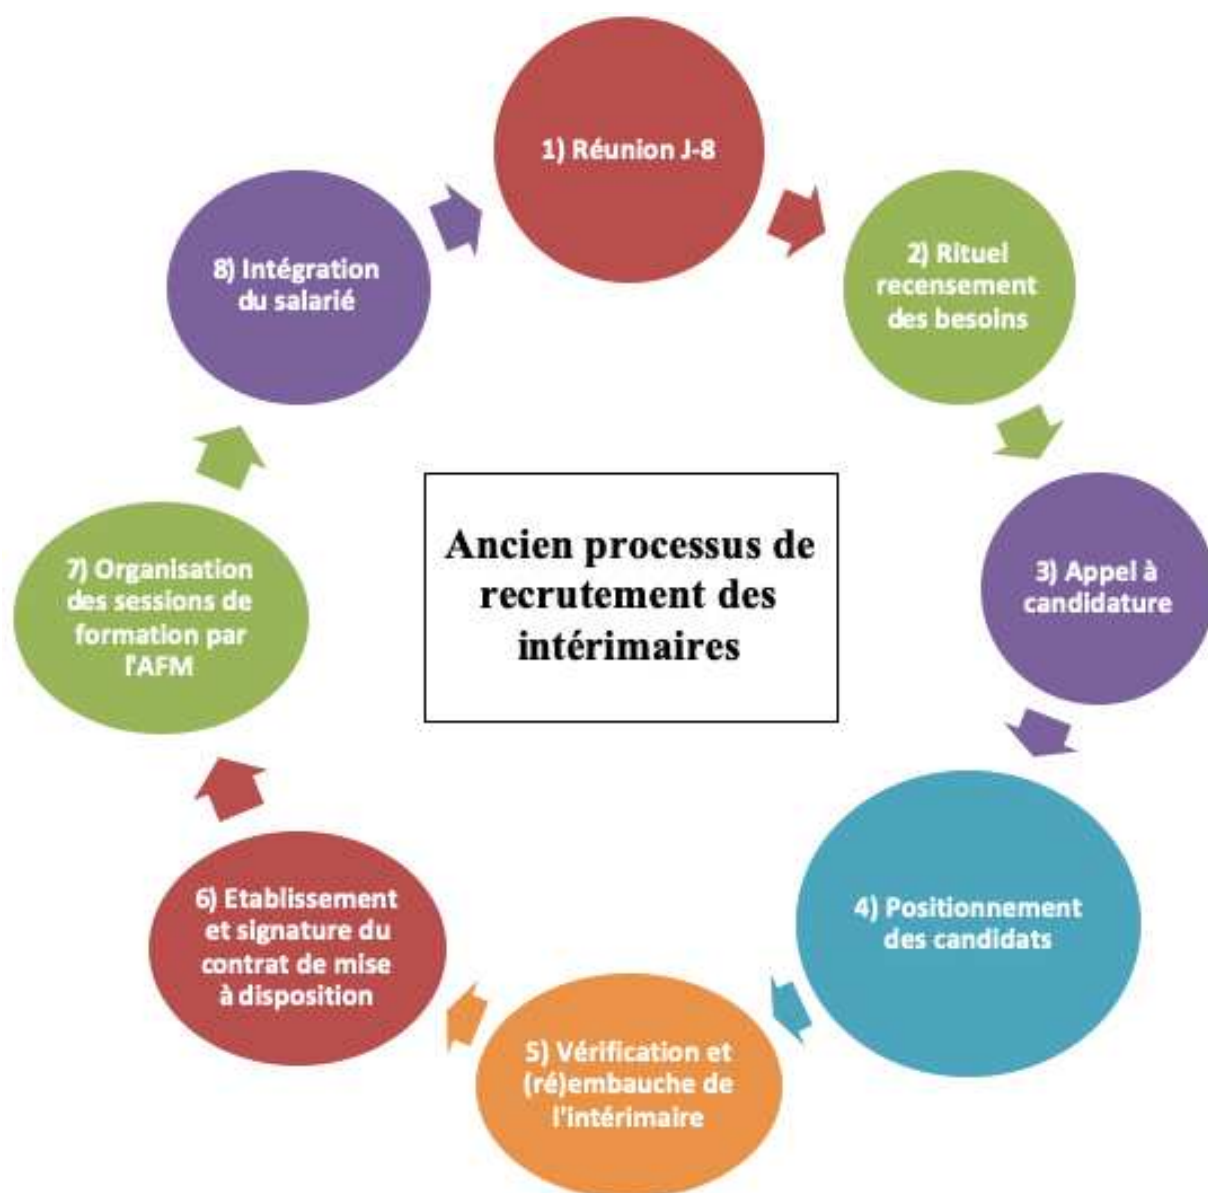 1) Réunion J-8
2) Rituel
recensement
des besoins
3) Appel à
candidature
4) Positionnement
des candidats
5) Vérification et
(ré)embauche de
l'intérimaire
6) Etablissement
et signature du
contrat de mise
à disposition
7) Organisation
des sessions de
formation par
l'AFM
8) Intégration
du salarié
Ancien processus de
recrutement des
intérimaires